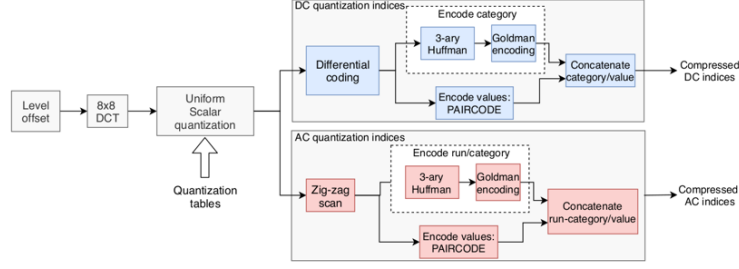 DC quantization indices
Encode category
3-ary
Huffman
Goldman
encoding
Differential
coding
Encode values:
PAIRCODE
Concatenate
category/value
Compressed
DC indices
Level
offset
8x8
DCT
Uniform
Scalar
quantization
Quantization
tables
AC quantization indices
Encode run/category
3-ary
Huffman
Goldman
encoding
Zig-zag
scan
Encode values:
PAIRCODE
Concatenate
run-category/value
Compressed
AC indices